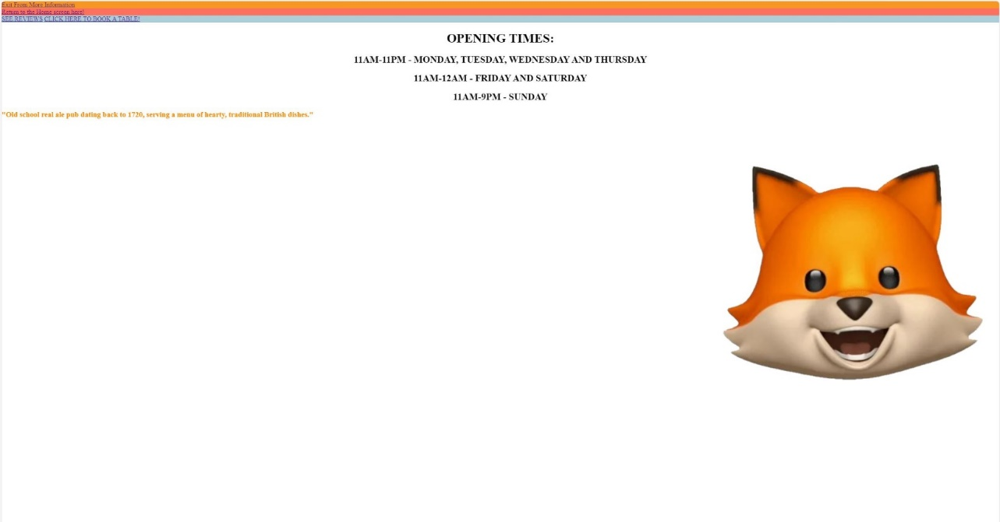 Exit From More Information
Return to the Home screen here!
SEE REVIEWS CLICK HERE TO BOOK A TABLE!
OPENING TIMES:
11AM-11PM - MONDAY, TUESDAY, WEDNESDAY AND THURSDAY
11AM-12AM - FRIDAY AND SATURDAY
11AM-9PM - SUNDAY
"Old school real ale pub dating back to 1720, serving a menu of hearty, traditional British dishes."